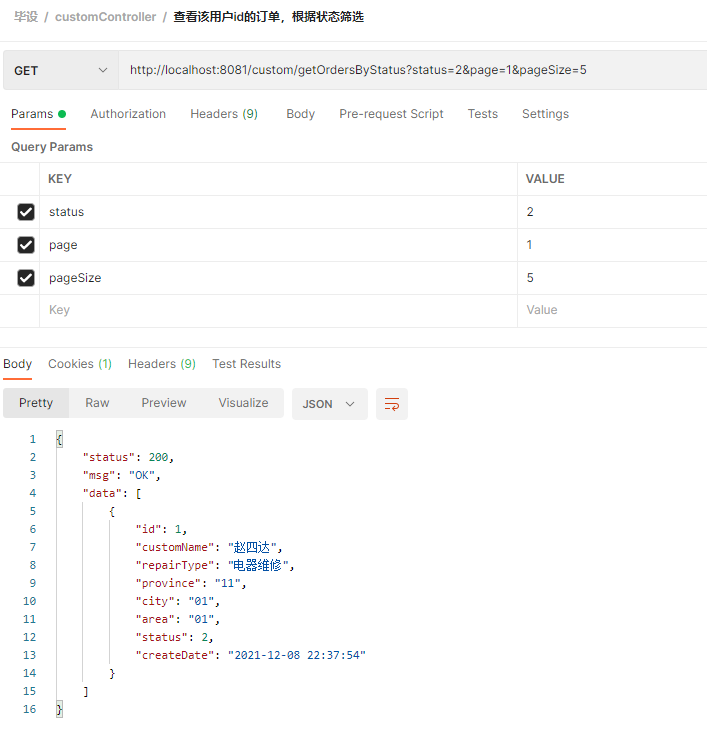 毕设 / customController / 查看该用户id的订单，根据状态筛选
GET http://localhost:8081/custom/getOrdersByStatus?status=2&page=1&pageSize=5
Params Authorization Headers (9) Body Pre-request Script Tests Settings
Query Params
KEY VALUE
status 2
page 1
pageSize 5
Key Value
Body Cookies (1) Headers (9) Test Results
Pretty Raw Preview Visualize JSON
1 {
2 "status": 200,
3 "msg": "OK",
4 "data": [
5 {
6 "id": 1,
7 "customName": "赵四达",
8 "repairType": "电器维修",
9 "province": "11",
10 "city": "01",
11 "area": "01",
12 "status": 2,
13 "createDate": "2021-12-08 22:37:54"
14 }
15 ]
16 }